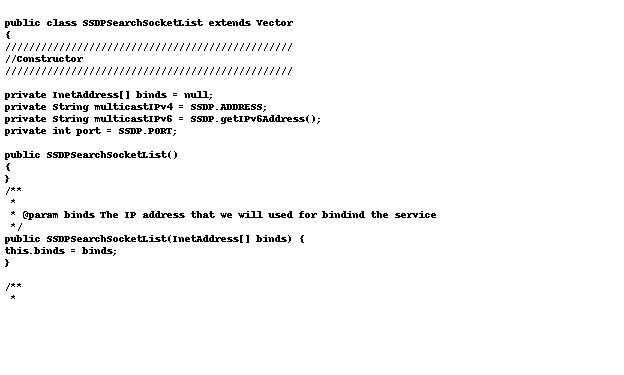 public class SSDPSearchSocketList extends Vector
{
////////////////////////////////////////////////
//Constructor
////////////////////////////////////////////////
private InetAddress[] binds = null;
private String multicastIPv4 = SSDP.ADDRESS;
private String multicastIPv6 = SSDP.getIPv6Address();
private int port = SSDP.PORT;
public SSDPSearchSocketList()
{
}
/**
 *
 * @param binds The IP address that we will used for bindind the service
 */
public SSDPSearchSocketList(InetAddress[] binds) {
this.binds = binds;
}
/**
 *